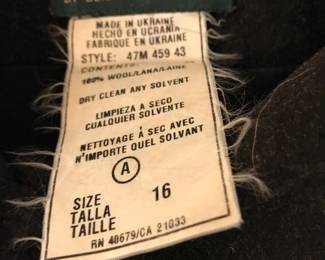 MADE IN UKRAINE
HECHO EN UCRANIA
FABRIQUE EN UKRAINE
STYLE: 47M 459 43
CONTENTS:
100% WOOL/LANA/LAINE
DRY CLEAN ANY SOLVENT
LIMPIEZA A SECO
CUALQUIER SOLVENTE
NETTOYAGE À SEC AVEC
N'IMPORTE QUEL SOLVANT
A
SIZE
TALLA 16
TAILLE
RN 40679/CA 21033